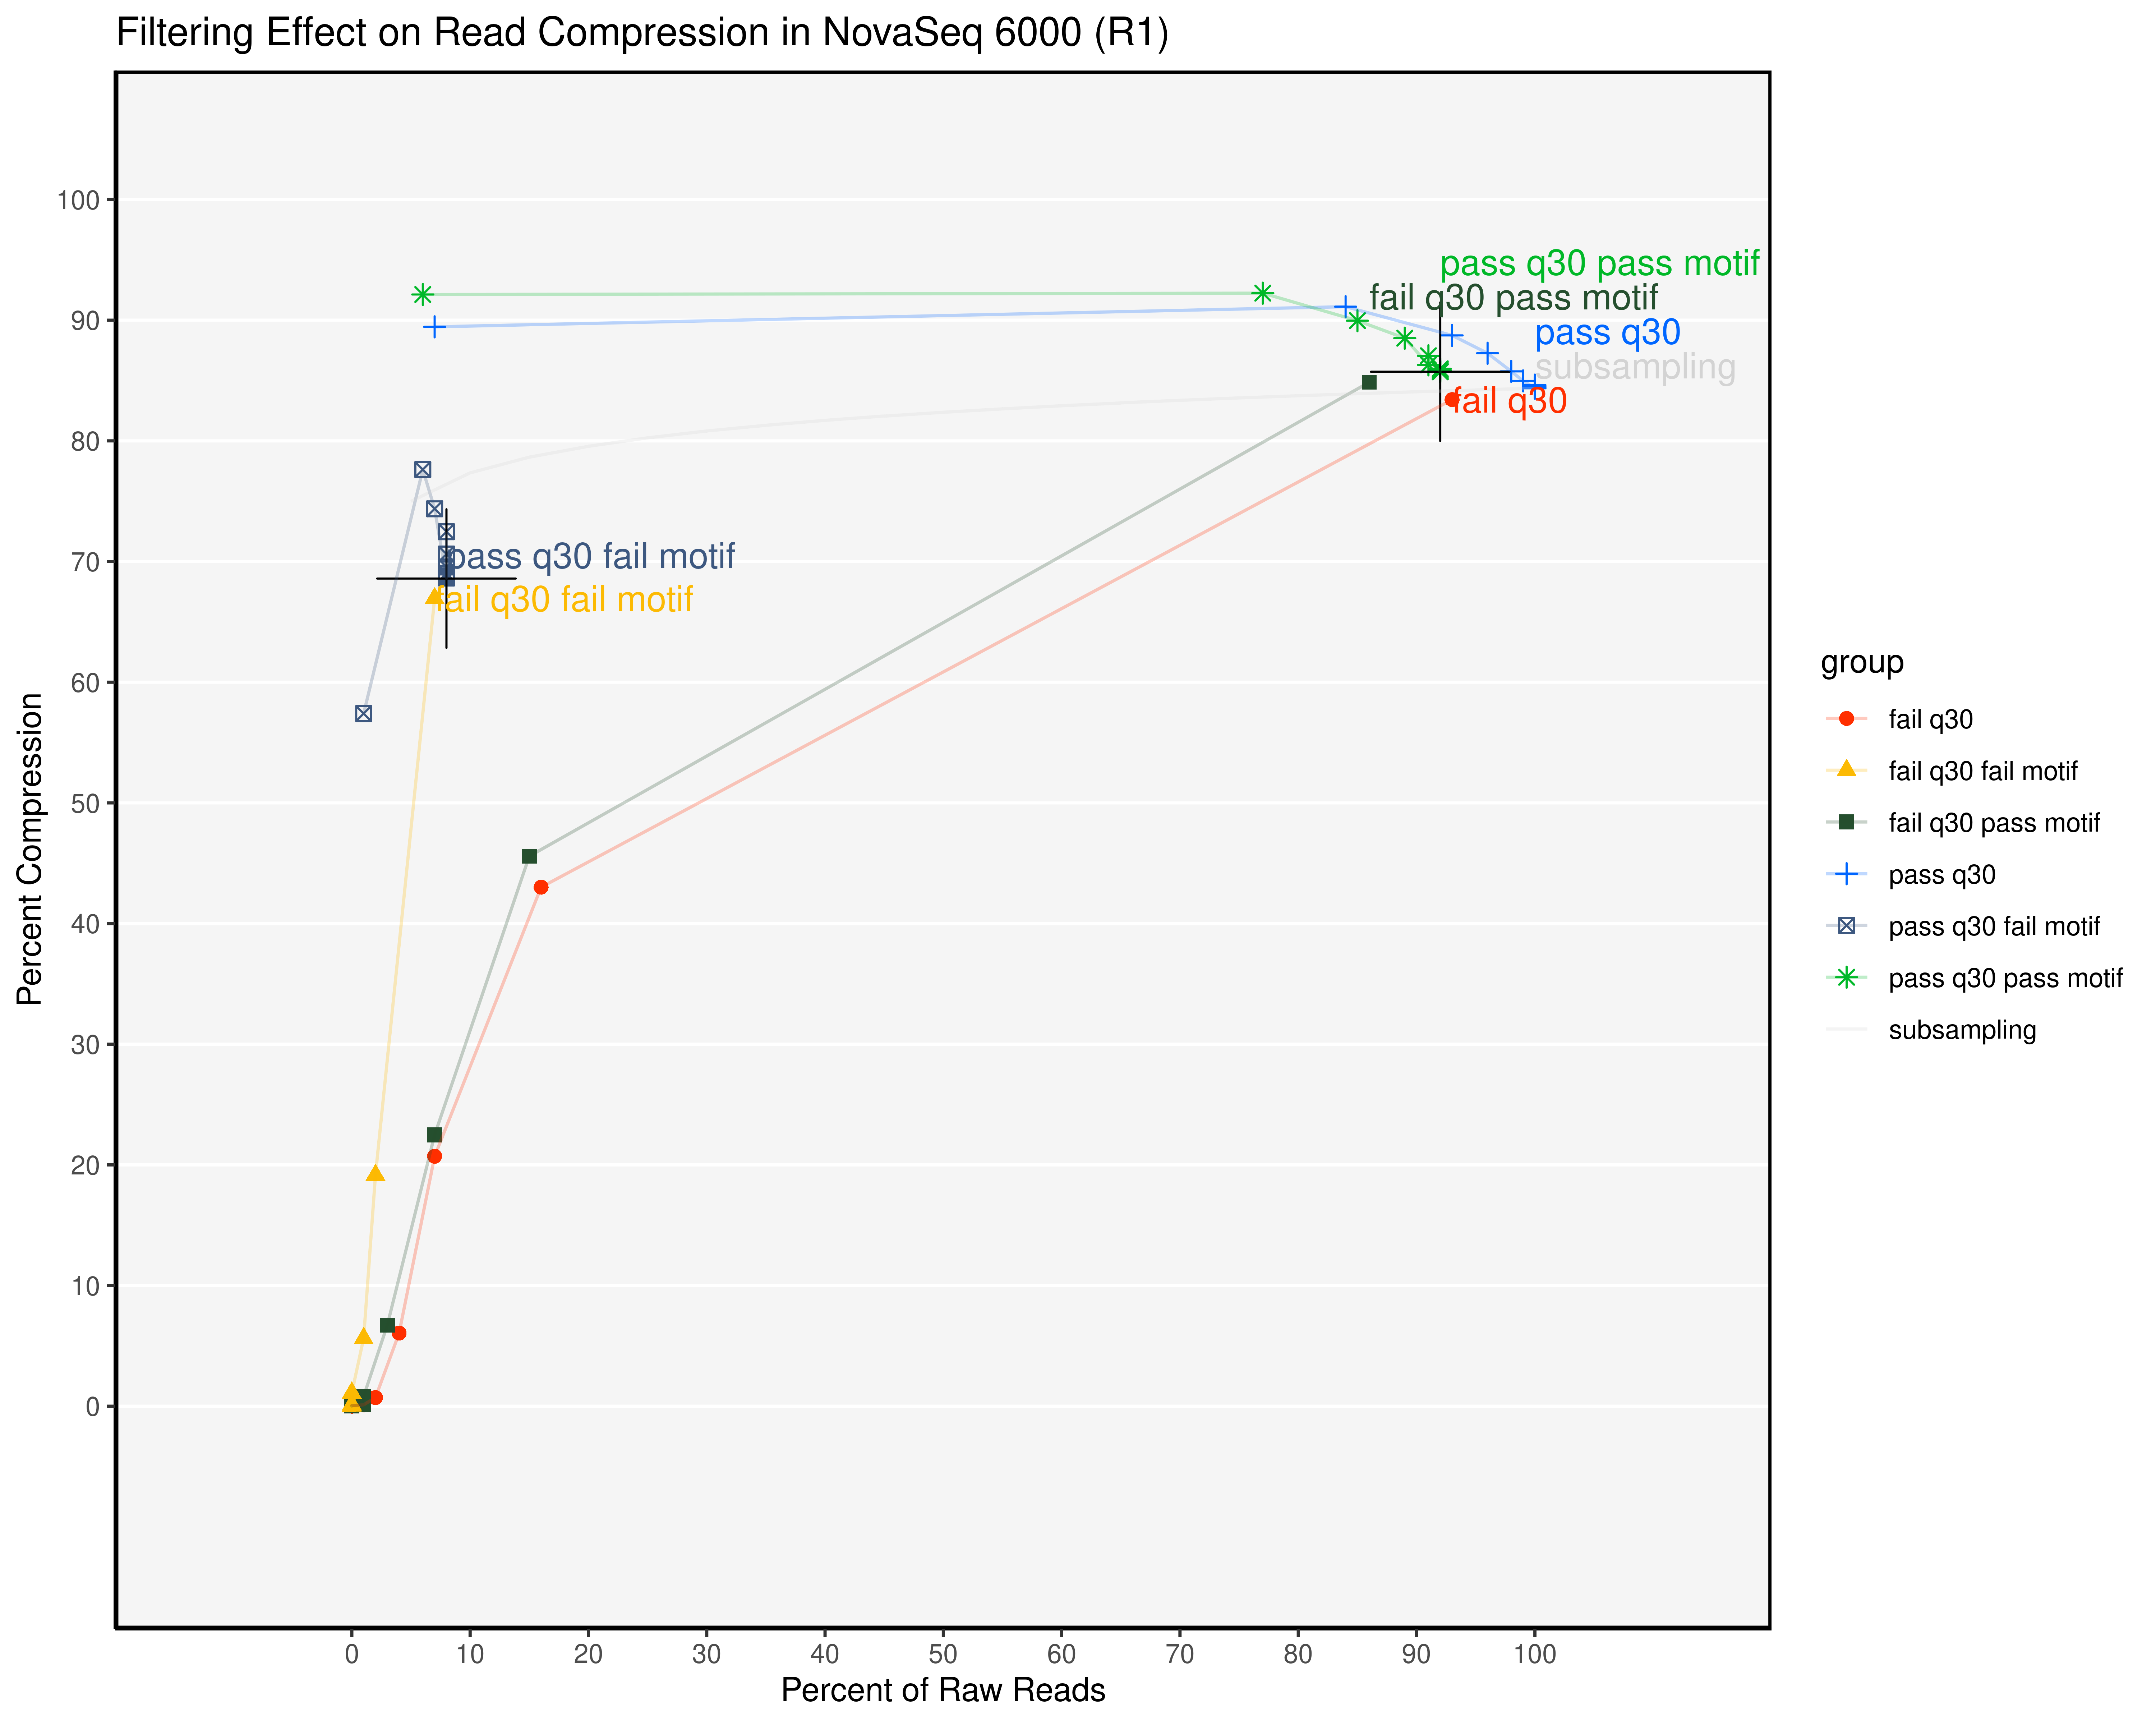 Filtering Effect on Read Compression in NovaSeq 6000 (R1)
Percent Compression
100
90
80
70
60
50
40
30
20
10
0
pass q30 pass motif
fail q30 pass motif
pass q30
subsampling
fail q30
pass q30 fail motif
fail q30 fail motif
0 10 20 30 40 50 60 70 80 90 100
Percent of Raw Reads
group
fail q30
fail q30 fail motif
fail q30 pass motif
pass q30
pass q30 fail motif
pass q30 pass motif
subsampling